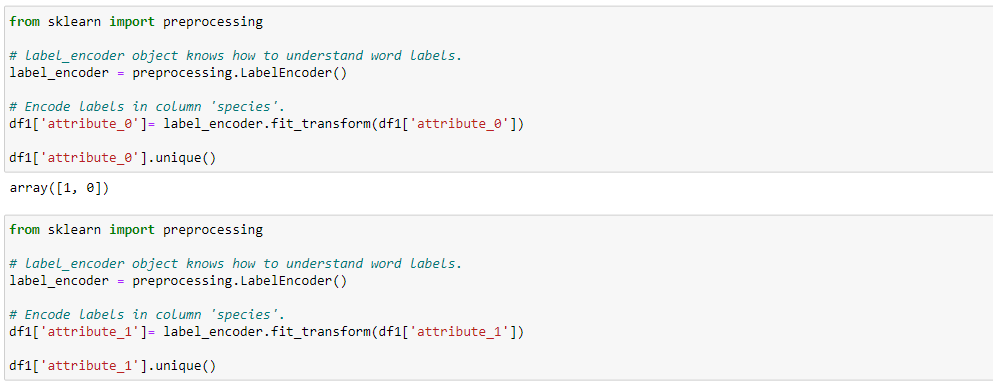 from sklearn import preprocessing
# label_encoder object knows how to understand word labels.
label_encoder = preprocessing.LabelEncoder()
# Encode labels in column 'species'.
df1['attribute_0']= label_encoder.fit_transform(df1['attribute_0'])
df1['attribute_0'].unique()
array([1, 0])
from sklearn import preprocessing
# label_encoder object knows how to understand word labels.
label_encoder = preprocessing.LabelEncoder()
# Encode labels in column 'species'.
df1['attribute_1']= label_encoder.fit_transform(df1['attribute_1'])
df1['attribute_1'].unique()